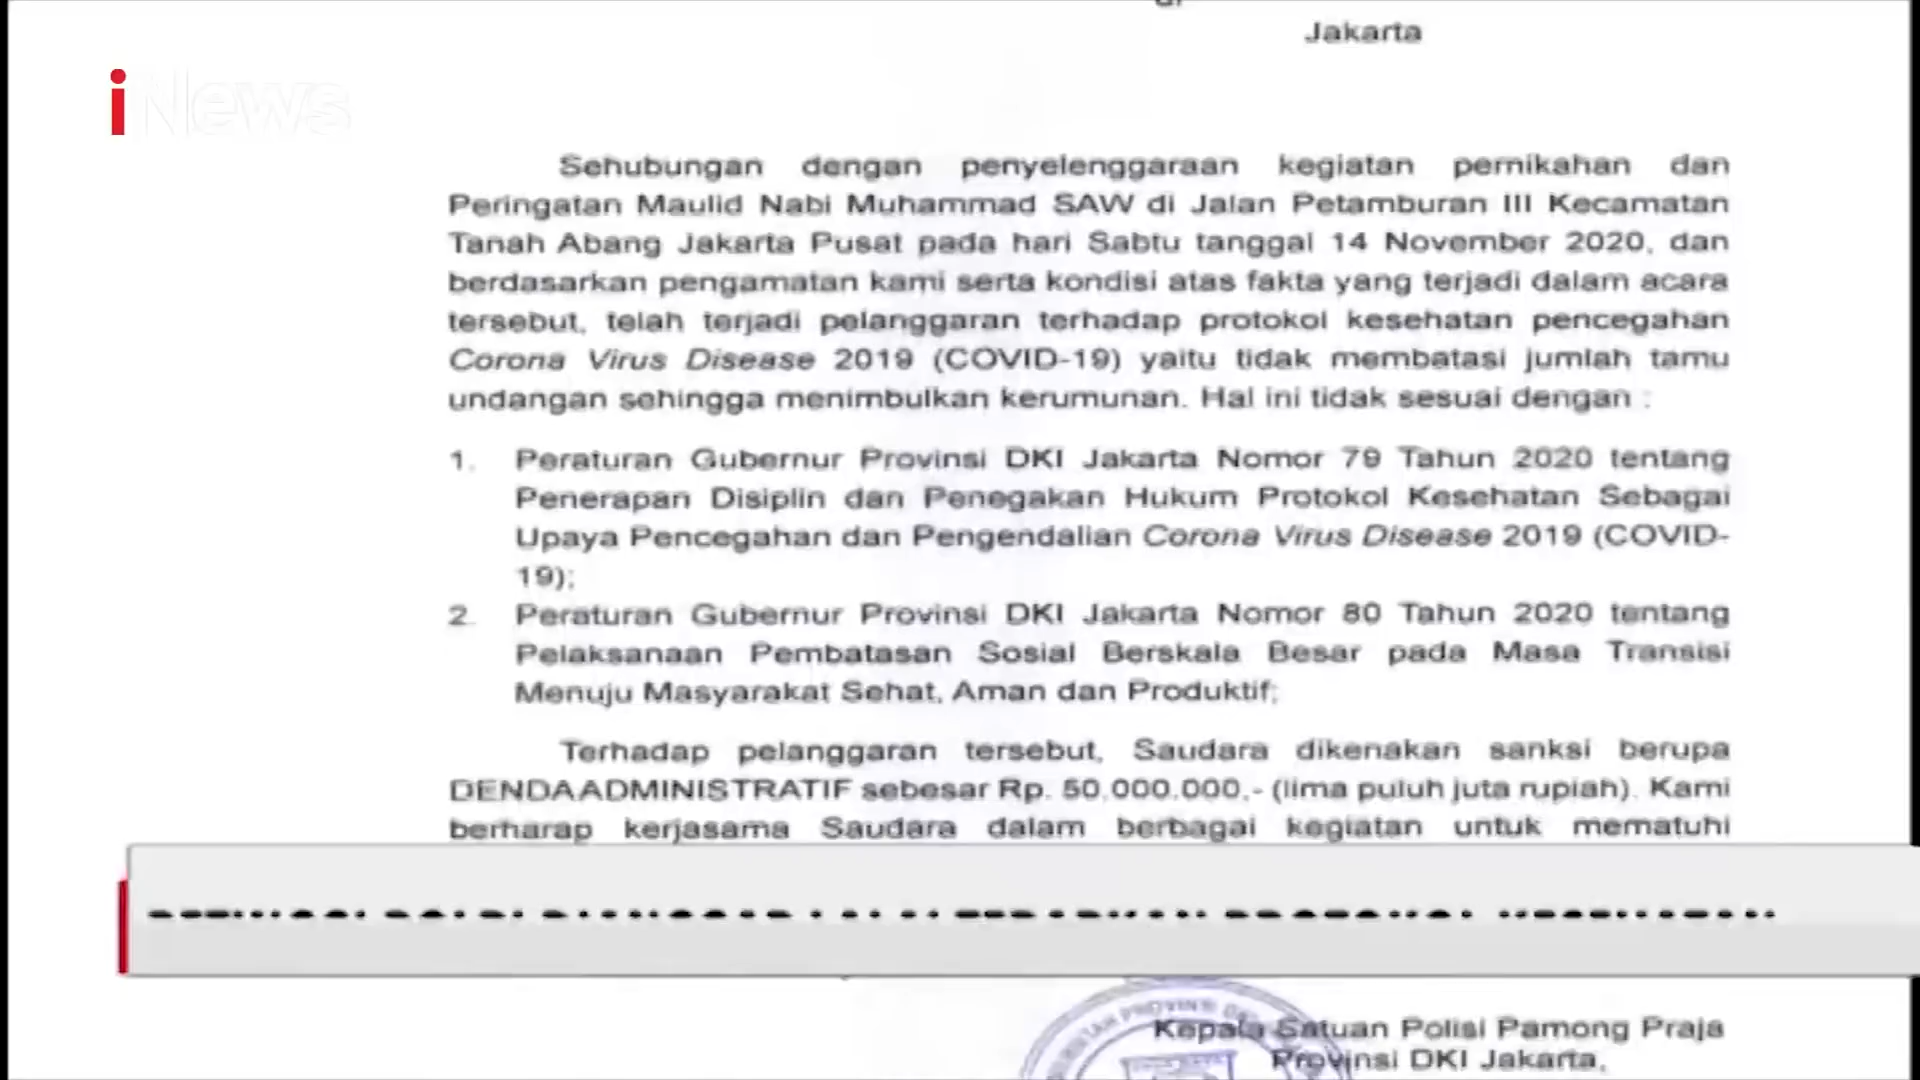 Jakarta
iNews
Sehubungan dengan penyelenggaraan kegiatan pernikahan dan
Peringatan Maulid Nabi Muhammad SAW di Jalan Petamburan III Kecamatan
Tanah Abang Jakarta Pusat pada hari Sabtu tanggal 14 November 2020, dan
berdasarkan pengamatan kami serta kondisi atas fakta yang terjadi dalam acara
tersebut, telah terjadi pelanggaran terhadap protokol kesehatan pencegahan
Corona Virus Disease 2019 (COVID-19) yaitu tidak membatasi jumlah tamu
undangan sehingga menimbulkan kerumunan. Hal ini tidak sesuai dengan :
1. Peraturan Gubernur Provinsi DKI Jakarta Nomor 79 Tahun 2020 tentang
Penerapan Disiplin dan Penegakan Hukum Protokol Kesehatan Sebagai
Upaya Pencegahan dan Pengendalian Corona Virus Disease 2019 (COVID-
19);
2. Peraturan Gubernur Provinsi DKI Jakarta Nomor 80 Tahun 2020 tentang
Pelaksanaan Pembatasan Sosial Berskala Besar pada Masa Transisi
Menuju Masyarakat Sehat, Aman dan Produktif;
Terhadap pelanggaran tersebut, Saudara dikenakan sanksi berupa
DENDA ADMINISTRATIF sebesar Rp. 50.000.000,- (lima puluh juta rupiah). Kami
berharap kerjasama Saudara dalam berbagai kegiatan untuk mematuhi
Kepala Satuan Polisi Pamong Praja
Provinsi DKI Jakarta,